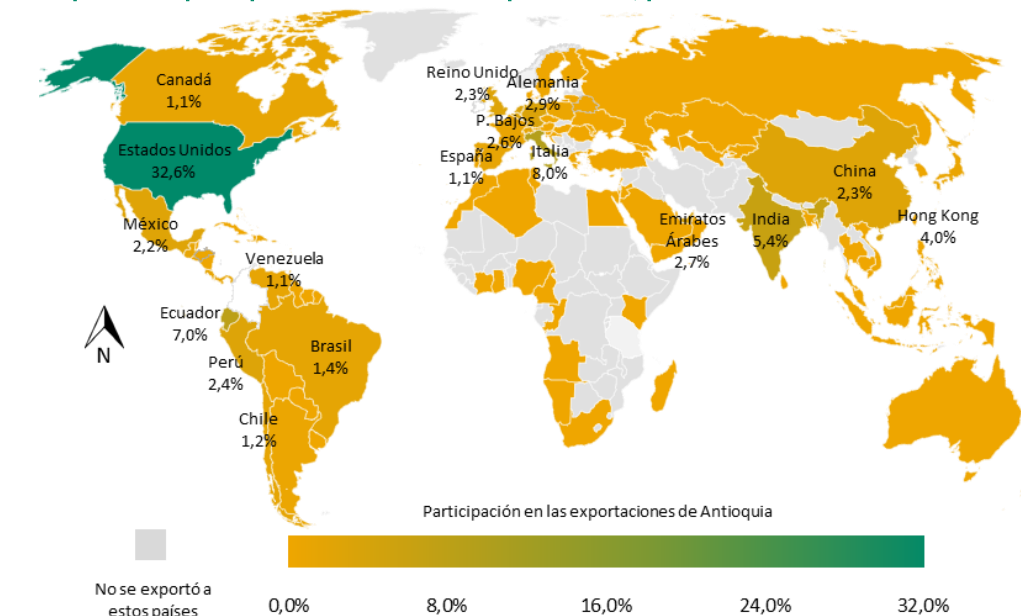 Canadá
1,1%
Estados Unidos
32,6%
México
2,2%
Venezuela
1,1%
Ecuador
7,0%
Perú
2,4%
Brasil
1,4%
Chile
1,2%
Reino Unido
2,3%
Alemania
2,9%
P. Bajos
2,6%
España
1,1%
Italia
8,0%
Emiratos
Árabes
2,7%
India
5,4%
China
2,3%
Hong Kong
4,0%
N
Participación en las exportaciones de Antioquia
No se exportó a
estos países
0,0%
8,0%
16,0%
24,0%
32,0%